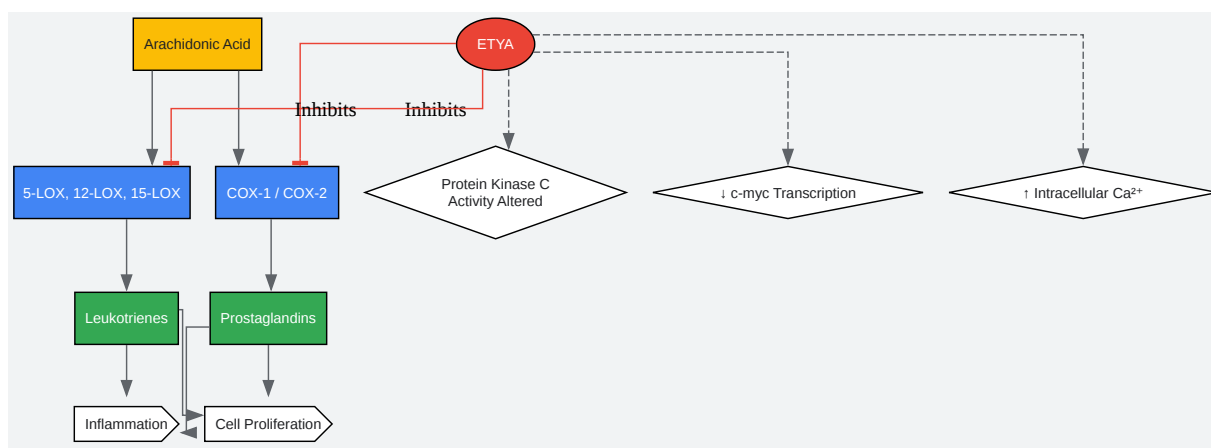 Arachidonic Acid
ETYA
Inhibits
Inhibits
5-LOX, 12-LOX, 15-LOX
COX-1 / COX-2
Protein Kinase C
Activity Altered
↓ c-myc Transcription
↑ Intracellular Ca²⁺
Leukotrienes
Prostaglandins
Inflammation
Cell Proliferation